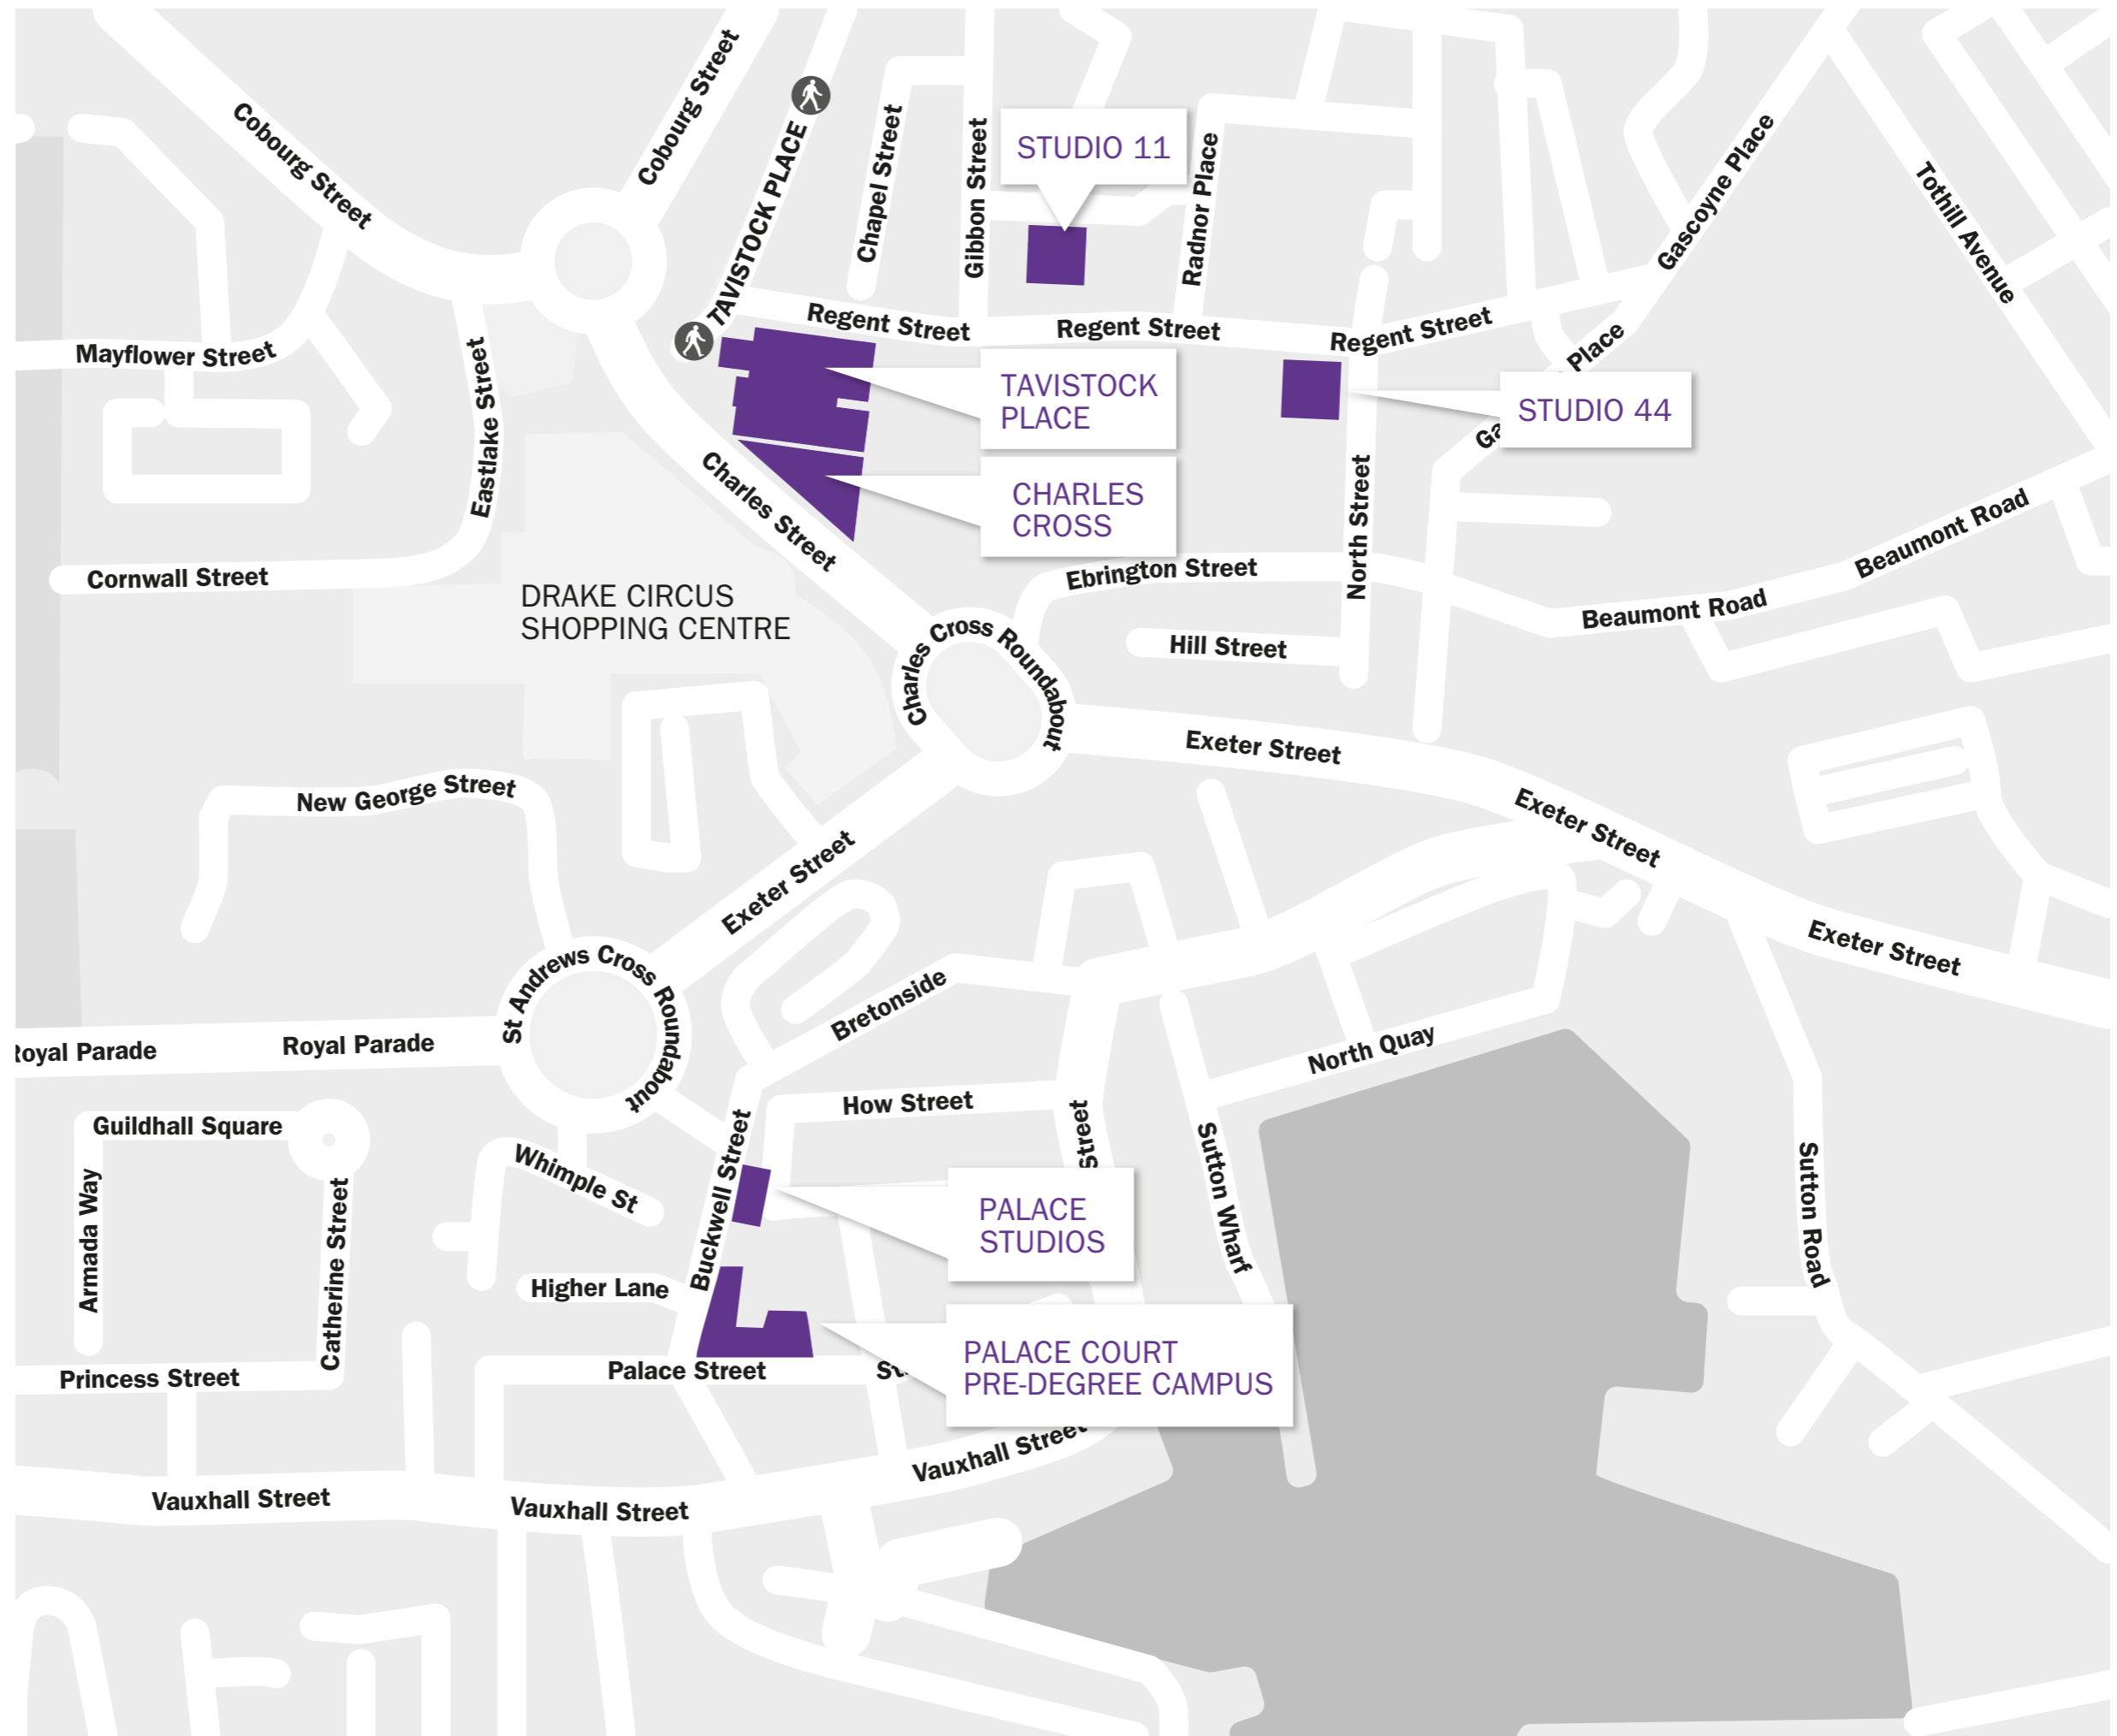 Cobourg Street
Cobourg Street
TAVISTOCK PLACE
Chapel Street
Gibbon Street
STUDIO 11
Radnor Place
Gascoyne Place
Tothill Avenue
Regent Street
Regent Street
Regent Street
Mayflower Street
Eastlake Street
TAVISTOCK
PLACE
Place
STUDIO 44
Ga
Charles Street
CHARLES
CROSS
North Street
Cornwall Street
DRAKE CIRCUS
SHOPPING CENTRE
Ebrington Street
Beaumont Road
Beaumont Road
Hill Street
Charles Cross Roundabout
Exeter Street
Exeter Street
Exeter Street
New George Street
Exeter Street
St Andrews Cross Roundabout
Bretonside
Royal Parade
Royal Parade
North Quay
How Street
Guildhall Square
Street
Sutton Wharf
Sutton Road
Armada Way
Catherine Street
Whimple St
Buckwell Street
PALACE
STUDIOS
Higher Lane
PALACE COURT
PRE-DEGREE CAMPUS
Princess Street
Palace Street
St
Vauxhall Street
Vauxhall Street
Vauxhall Street